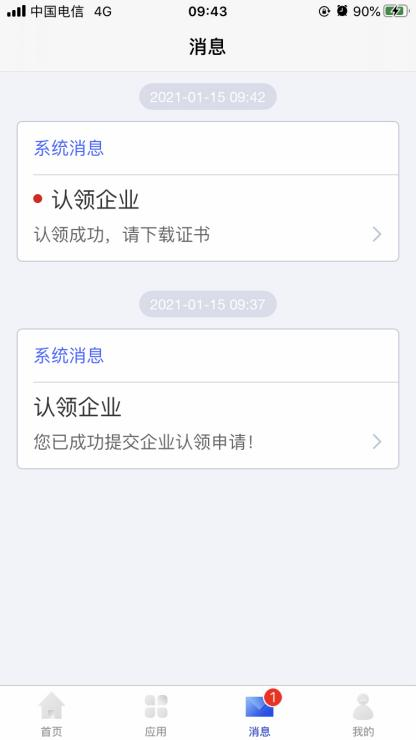 中国电信 4G 09:43 90%
消息
2021-01-15 09:42
系统消息
认领企业
认领成功，请下载证书
2021-01-15 09:37
系统消息
认领企业
您已成功提交企业认领申请！
1
首页 应用 消息 我的